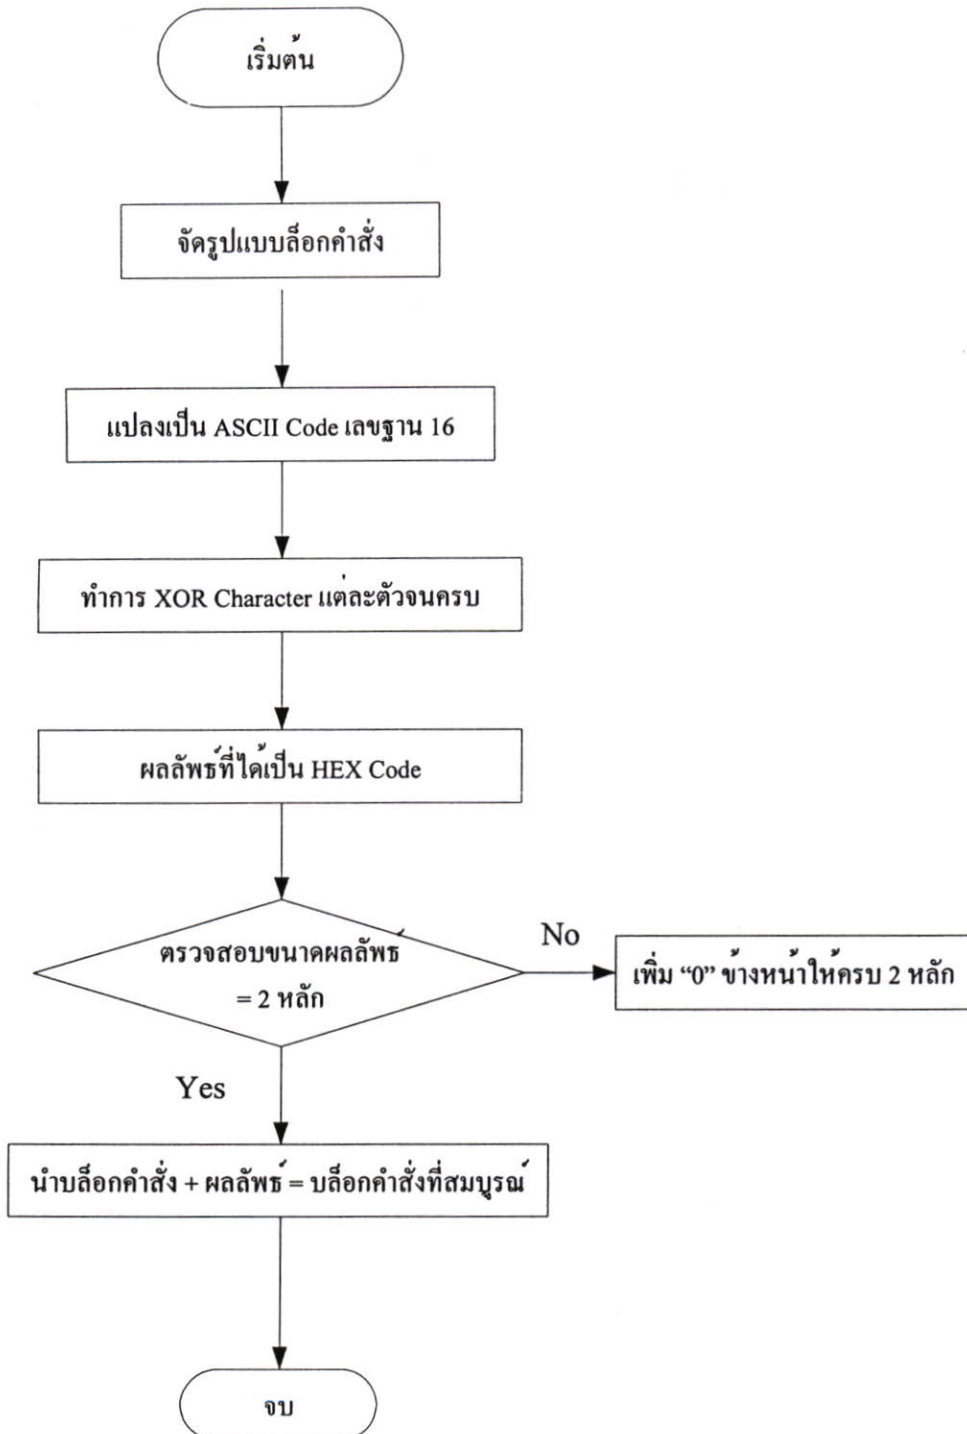 เริ่มต้น
จัดรูปแบบล็อกคำสั่ง
แปลงเป็น ASCII Code เลขฐาน 16
ทำการ XOR Character แต่ละตัวจนครบ
ผลลัพธ์ที่ได้เป็น HEX Code
ตรวจสอบขนาดผลลัพธ์
= 2 หลัก
No
เพิ่ม “0” ข้างหน้าให้ครบ 2 หลัก
Yes
นำบล็อกคำสั่ง + ผลลัพธ์ = บล็อกคำสั่งที่สมบูรณ์
จบ